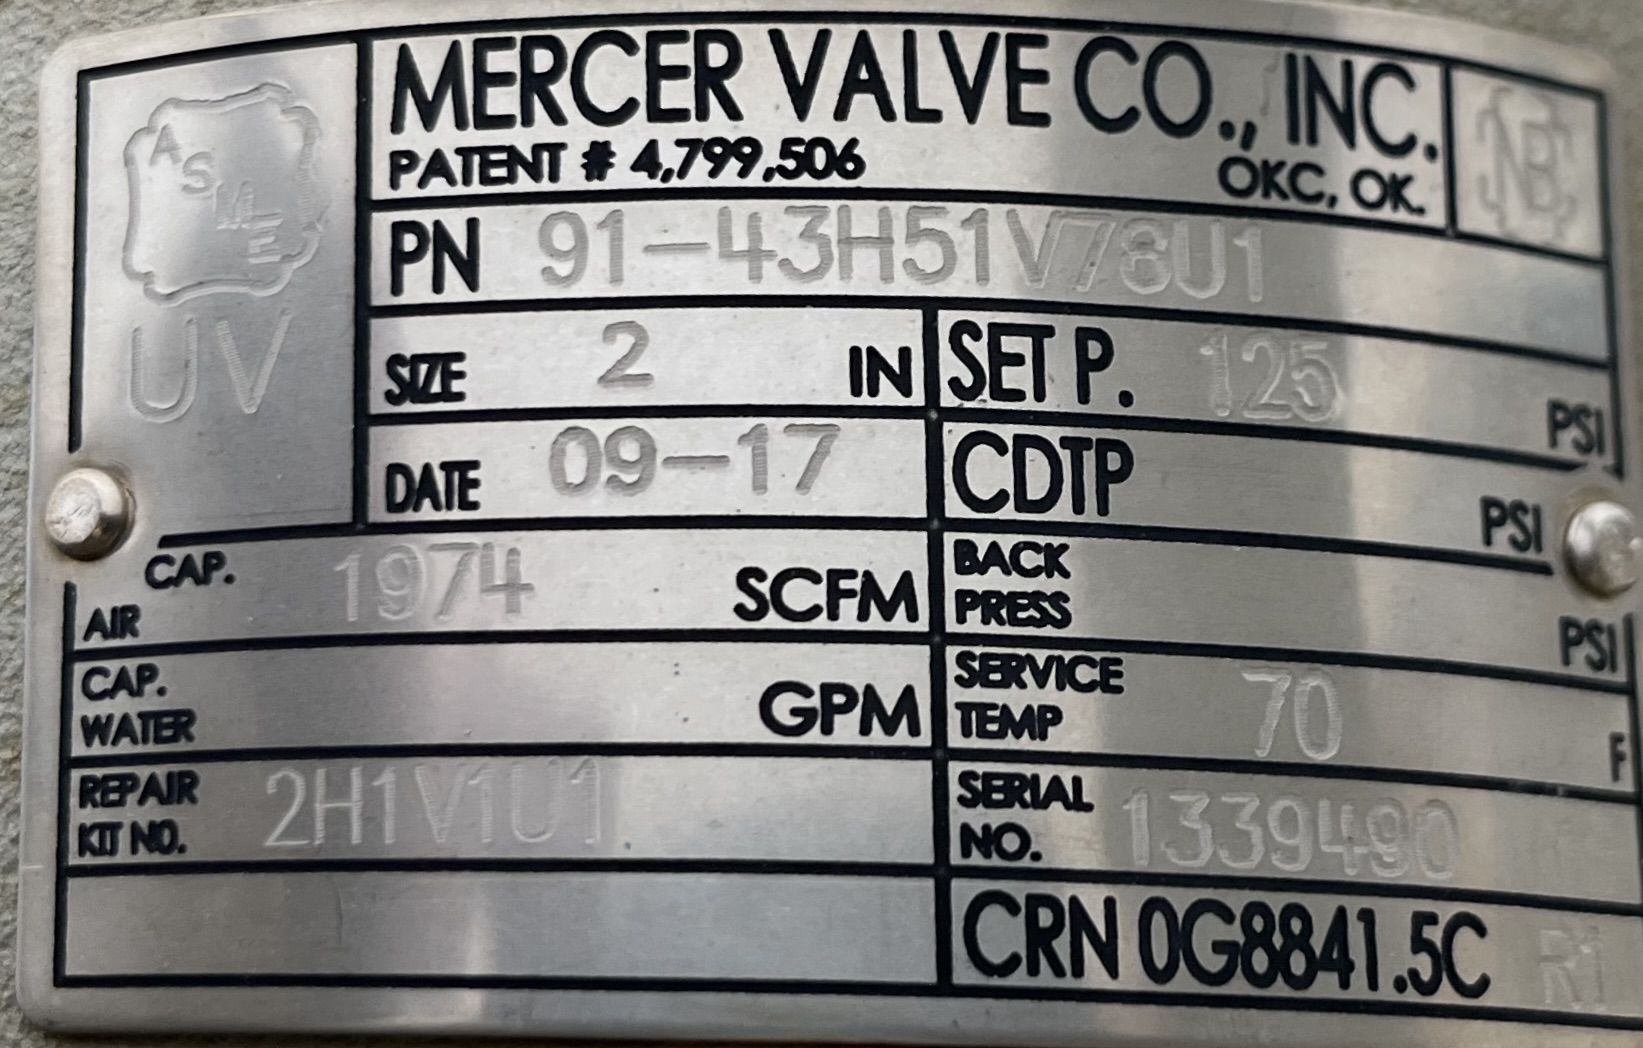 ASME
UV
MERCER VALVE CO., INC.
PATENT # 4,799,506
OKC, OK.
NB
PN 91-43H51V78U1
SIZE 2 IN
SET P. 125 PSI
DATE 09-17
CDTP PSI
CAP. AIR 1974 SCFM
BACK PRESS PSI
CAP. WATER GPM
SERVICE TEMP 70 F
REPAIR KIT NO. 2H1V1U1
SERIAL NO. 1339490
CRN 0G8841.5C R1